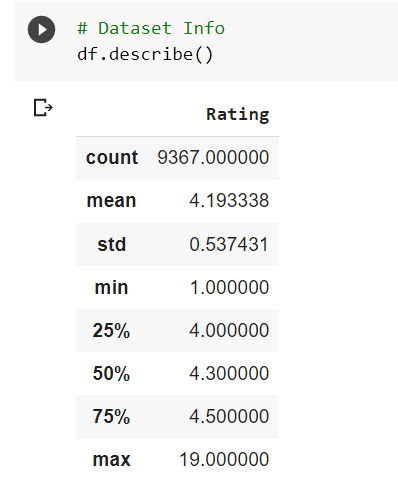 # Dataset Info
df.describe()
Rating
count 9367.000000
mean 4.193338
std 0.537431
min 1.000000
25% 4.000000
50% 4.300000
75% 4.500000
max 19.000000